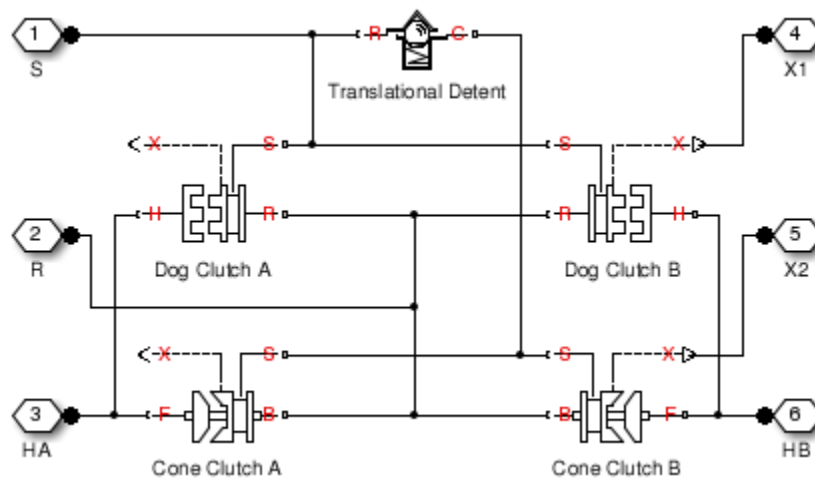 1
R
C
4
S
Translational Detent
X1
X
S
S
X
H
R
R
H
2
5
R
Dog Clutch A
Dog Clutch B
X2
X
S
S
X
3
F
B
B
F
6
HA
Cone Clutch A
Cone Clutch B
HB